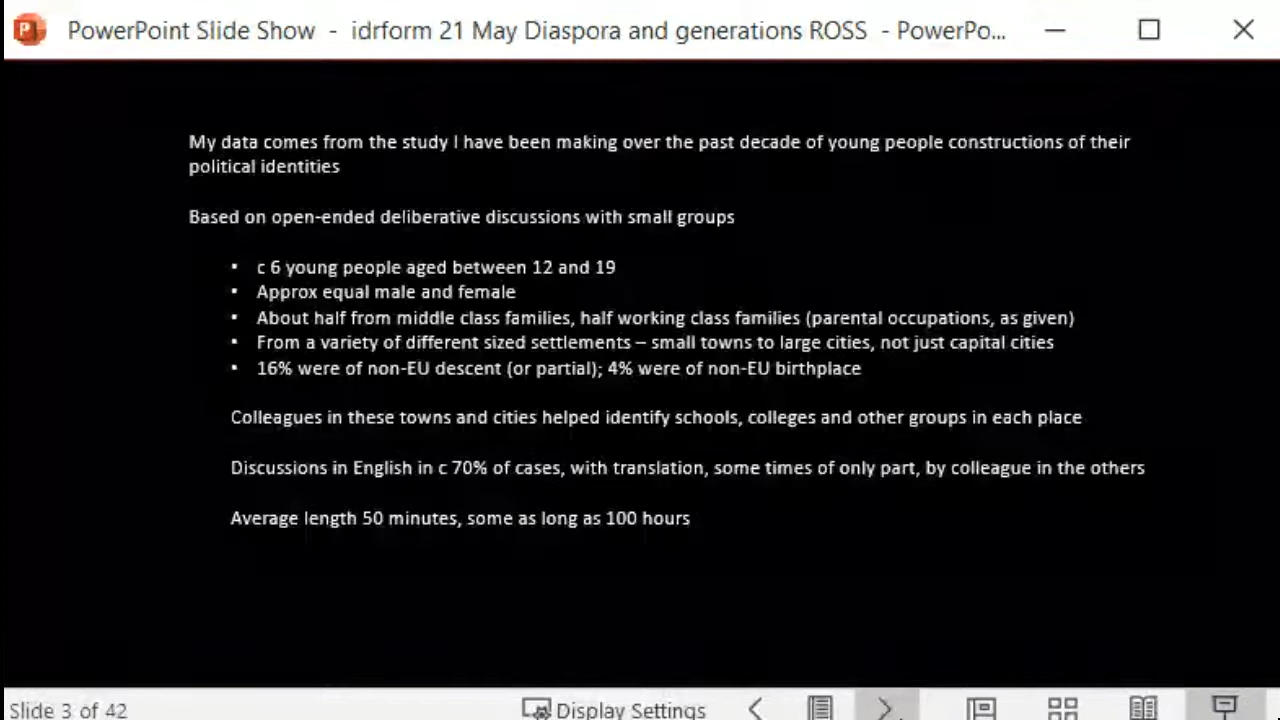 PowerPoint Slide Show - idrform 21 May Diaspora and generations ROSS - PowerPo...
My data comes from the study I have been making over the past decade of young people constructions of their
political identities
Based on open-ended deliberative discussions with small groups
• c 6 young people aged between 12 and 19
• Approx equal male and female
• About half from middle class families, half working class families (parental occupations, as given)
• From a variety of different sized settlements – small towns to large cities, not just capital cities
• 16% were of non-EU descent (or partial); 4% were of non-EU birthplace
Colleagues in these towns and cities helped identify schools, colleges and other groups in each place
Discussions in English in c 70% of cases, with translation, some times of only part, by colleague in the others
Average length 50 minutes, some as long as 100 hours
Slide 3 of 42 Display Settings